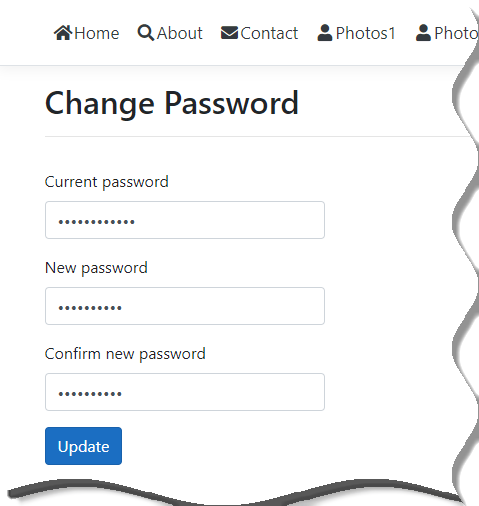 Home About Contact Photos1 Photo
Change Password
Current password
••••••••••••
New password
••••••••••
Confirm new password
••••••••••
Update